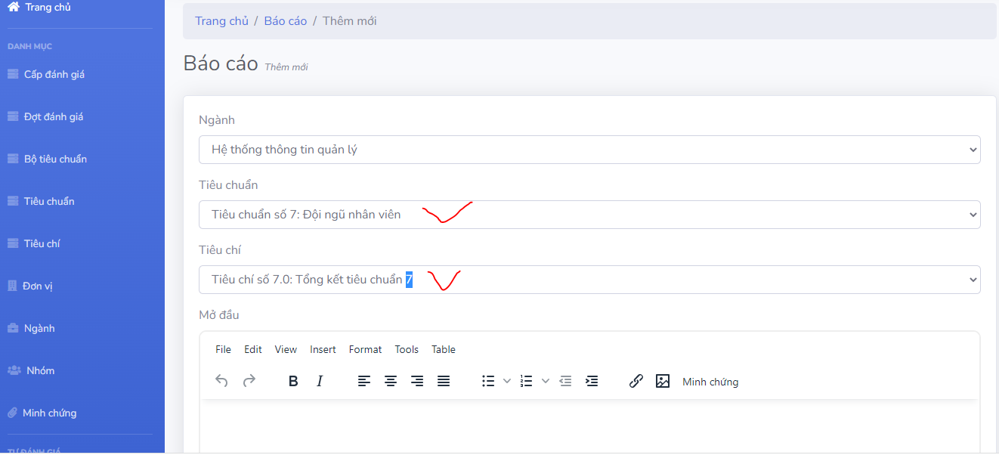 Trang chủ
DANH MỤC
Cấp đánh giá
Đợt đánh giá
Bộ tiêu chuẩn
Tiêu chuẩn
Tiêu chí
Đơn vị
Ngành
Nhóm
Minh chứng
TỰ ĐÁNH GIÁ
Trang chủ / Báo cáo / Thêm mới
Báo cáo Thêm mới
Ngành
Hệ thống thông tin quản lý
Tiêu chuẩn
Tiêu chuẩn số 7: Đội ngũ nhân viên
Tiêu chí
Tiêu chí số 7.0: Tổng kết tiêu chuẩn 7
Mở đầu
File Edit View Insert Format Tools Table
B I Minh chứng